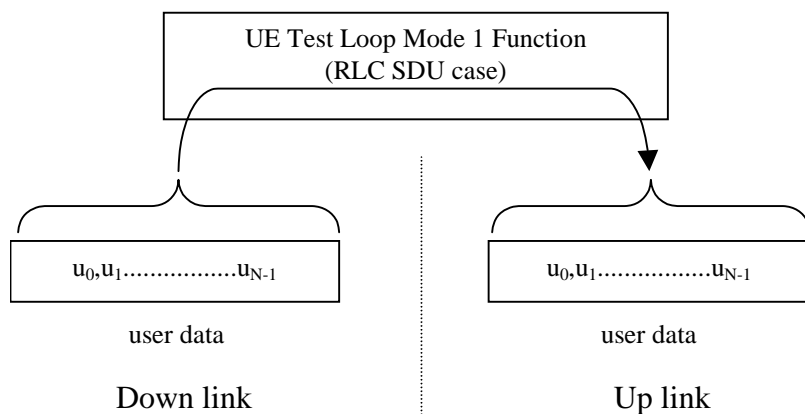 UE Test Loop Mode 1 Function
(RLC SDU case)
u0,u1..................uN-1
u0,u1..................uN-1
user data
user data
Down link
Up link